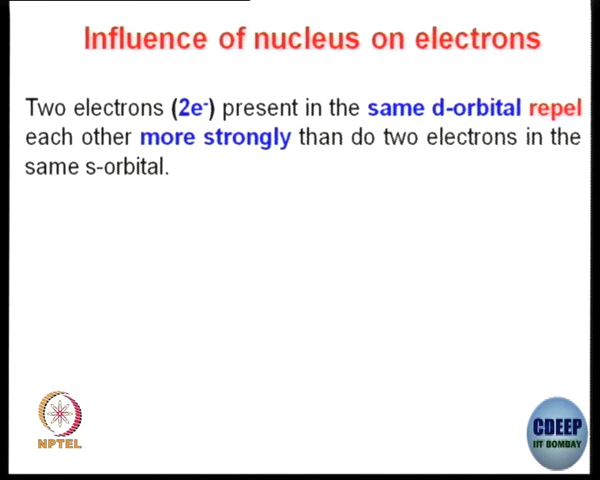 Influence of nucleus on electrons
Two electrons (2e⁻) present in the same d-orbital repel
each other more strongly than do two electrons in the
same s-orbital.
NPTEL
CDEEP
IIT BOMBAY